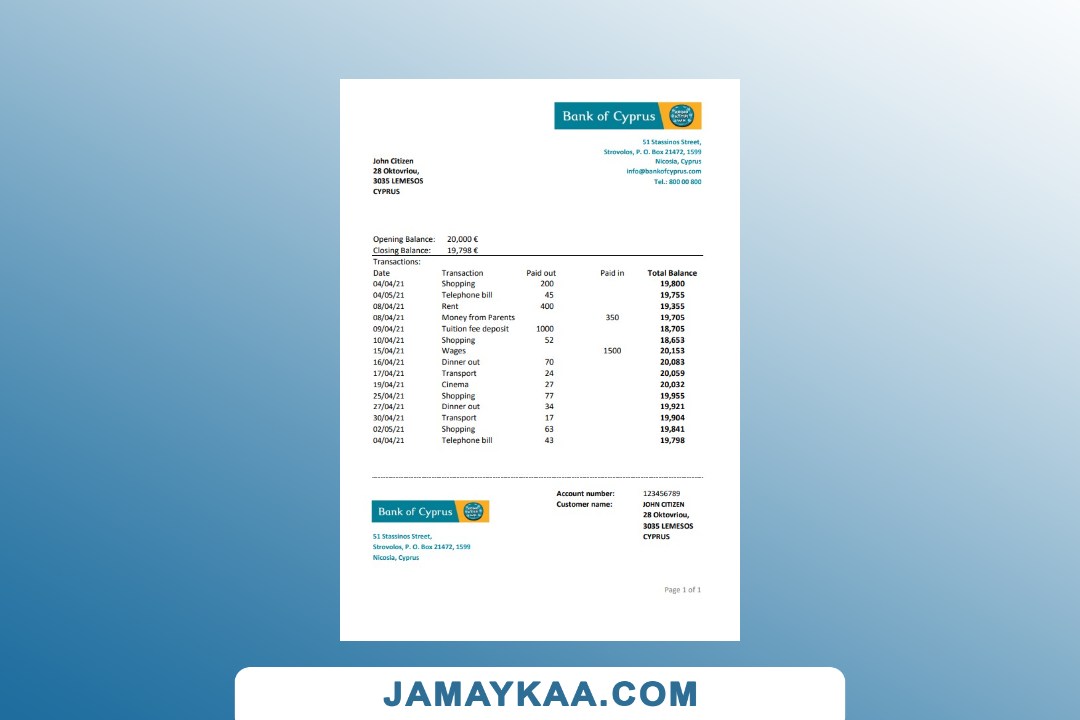 Bank of Cyprus
51 Stassinos Street,
Strovolos, P. O. Box 21472, 1599
Nicosia, Cyprus
info@bankofcyprus.com
Tel.: 800 00 800
John Citizen
28 Oktovriou,
3035 LEMESOS
CYPRUS
Opening Balance: 20,000 €
Closing Balance: 19,798 €
Transactions:
Date Transaction Paid out Paid in Total Balance
04/04/21 Shopping 200 19,800
04/05/21 Telephone bill 45 19,755
08/04/21 Rent 400 19,355
08/04/21 Money from Parents 350 19,705
09/04/21 Tuition fee deposit 1000 18,705
10/04/21 Shopping 52 18,653
15/04/21 Wages 1500 20,153
16/04/21 Dinner out 70 20,083
17/04/21 Transport 24 20,059
19/04/21 Cinema 27 20,032
25/04/21 Shopping 77 19,955
27/04/21 Dinner out 34 19,921
30/04/21 Transport 17 19,904
02/05/21 Shopping 63 19,841
04/04/21 Telephone bill 43 19,798
Account number: 123456789
Customer name: JOHN CITIZEN
28 Oktovriou,
3035 LEMESOS
CYPRUS
Bank of Cyprus
51 Stassinos Street,
Strovolos, P. O. Box 21472, 1599
Nicosia, Cyprus
Page 1 of 1
JAMAYKAA.COM